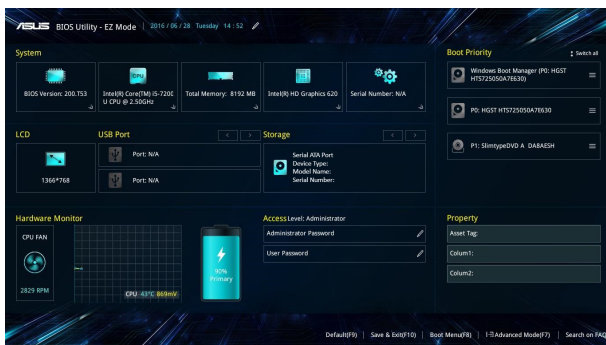 ASUS BIOS Utility - EZ Mode 2016 / 06 / 28 Tuesday 14 : 52
System
BIOS Version: 200.T53
Intel(R) Core(TM) i5-7200
U CPU @ 2.50GHz
Total Memory: 8192 MB
Intel(R) HD Graphics 620
Serial Number: N/A
Boot Priority
Switch all
Windows Boot Manager (P0: HGST
HTS725050A7E630)
P0: HGST HTS725050A7E630
P1: SlimtypeDVD A DA8AESH
LCD
1366*768
USB Port
Port: N/A
Port: N/A
Storage
Serial ATA Port
Device Type:
Model Name:
Serial Number:
Hardware Monitor
CPU FAN
2829 RPM
CPU 43°C 869mV
90%
Primary
Access Level: Administrator
Administrator Password
User Password
Property
Asset Tag:
Colum1:
Colum2:
Default(F9) Save & Exit(F10) Boot Menu(F8) Advanced Mode(F7) Search on FAQ